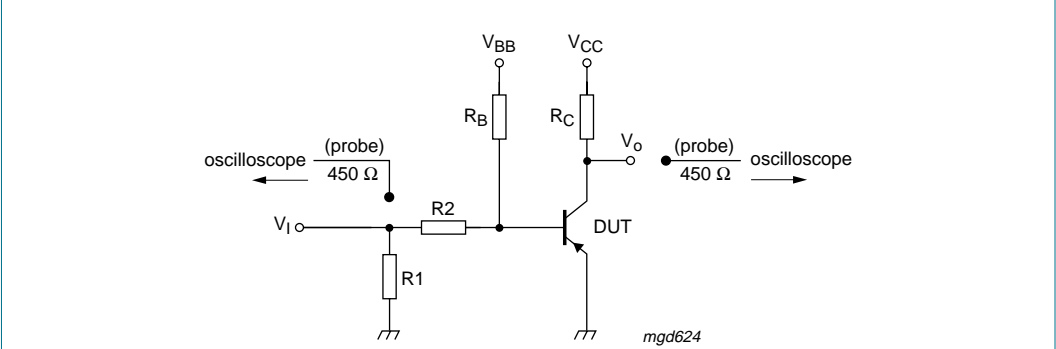 VBB
VCC
RB
RC
Vo
(probe)
oscilloscope
450 Ω
(probe)
oscilloscope
450 Ω
R2
VI
DUT
R1
mgd624